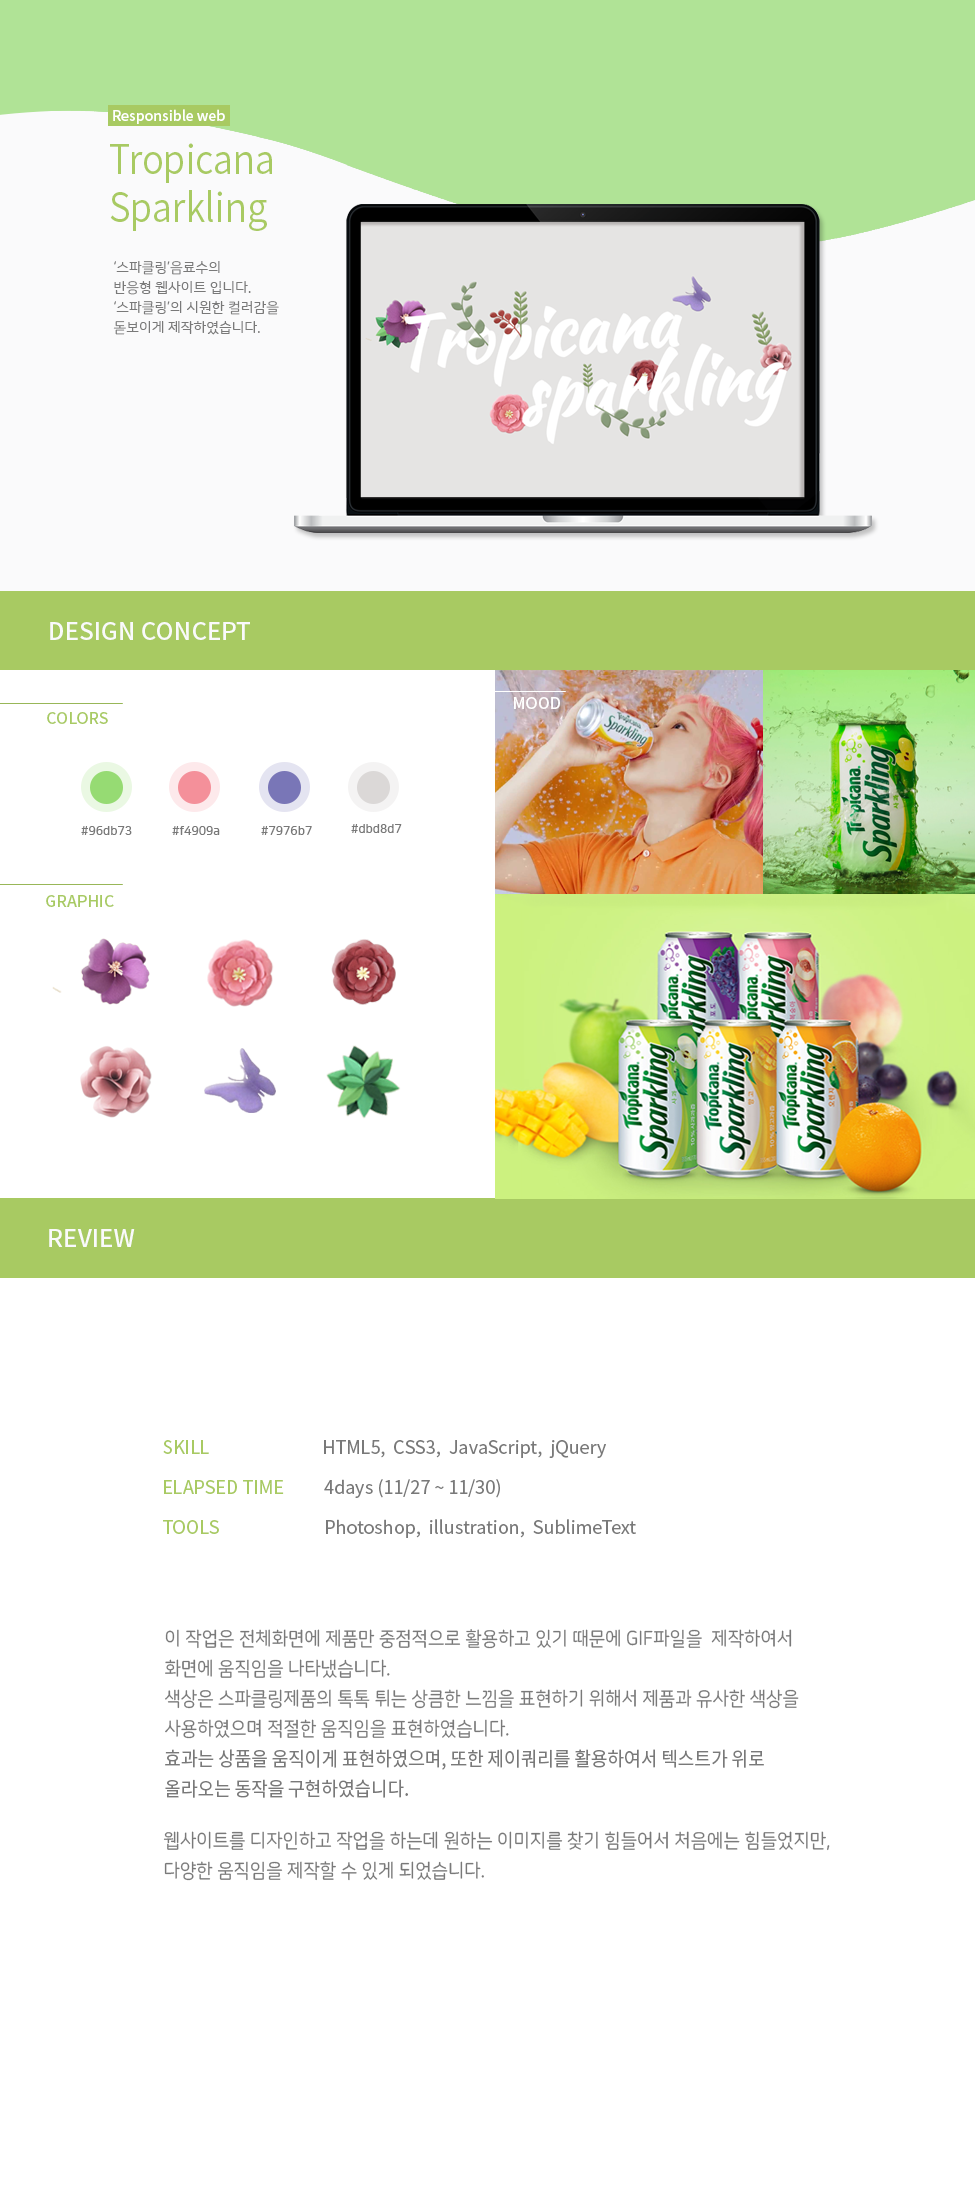 Responsible web
Tropicana
Sparkling
'스파클링'음료수의
반응형 웹사이트 입니다.
'스파클링'의 시원한 컬러감을
돋보이게 제작하였습니다.
Tropicana
sparkling
DESIGN CONCEPT
COLORS
#96db73
#f4909a
#7976b7
#dbd8d7
MOOD
Tropicana
Sparkling
Tropicana
Sparkling
GRAPHIC
Tropicana
Sparkling
Tropicana
Sparkling
Tropicana
Sparkling
Tropicana
Sparkling
Tropicana
Sparkling
REVIEW
SKILL HTML5, CSS3, JavaScript, jQuery
ELAPSED TIME 4days (11/27 ~ 11/30)
TOOLS Photoshop, illustration, SublimeText
이 작업은 전체화면에 제품만 중점적으로 활용하고 있기 때문에 GIF파일을 제작하여서
화면에 움직임을 나타냈습니다.
색상은 스파클링제품의 톡톡 튀는 상큼한 느낌을 표현하기 위해서 제품과 유사한 색상을
사용하였으며 적절한 움직임을 표현하였습니다.
효과는 상품을 움직이게 표현하였으며, 또한 제이쿼리를 활용하여서 텍스트가 위로
올라오는 동작을 구현하였습니다.
웹사이트를 디자인하고 작업을 하는데 원하는 이미지를 찾기 힘들어서 처음에는 힘들었지만,
다양한 움직임을 제작할 수 있게 되었습니다.